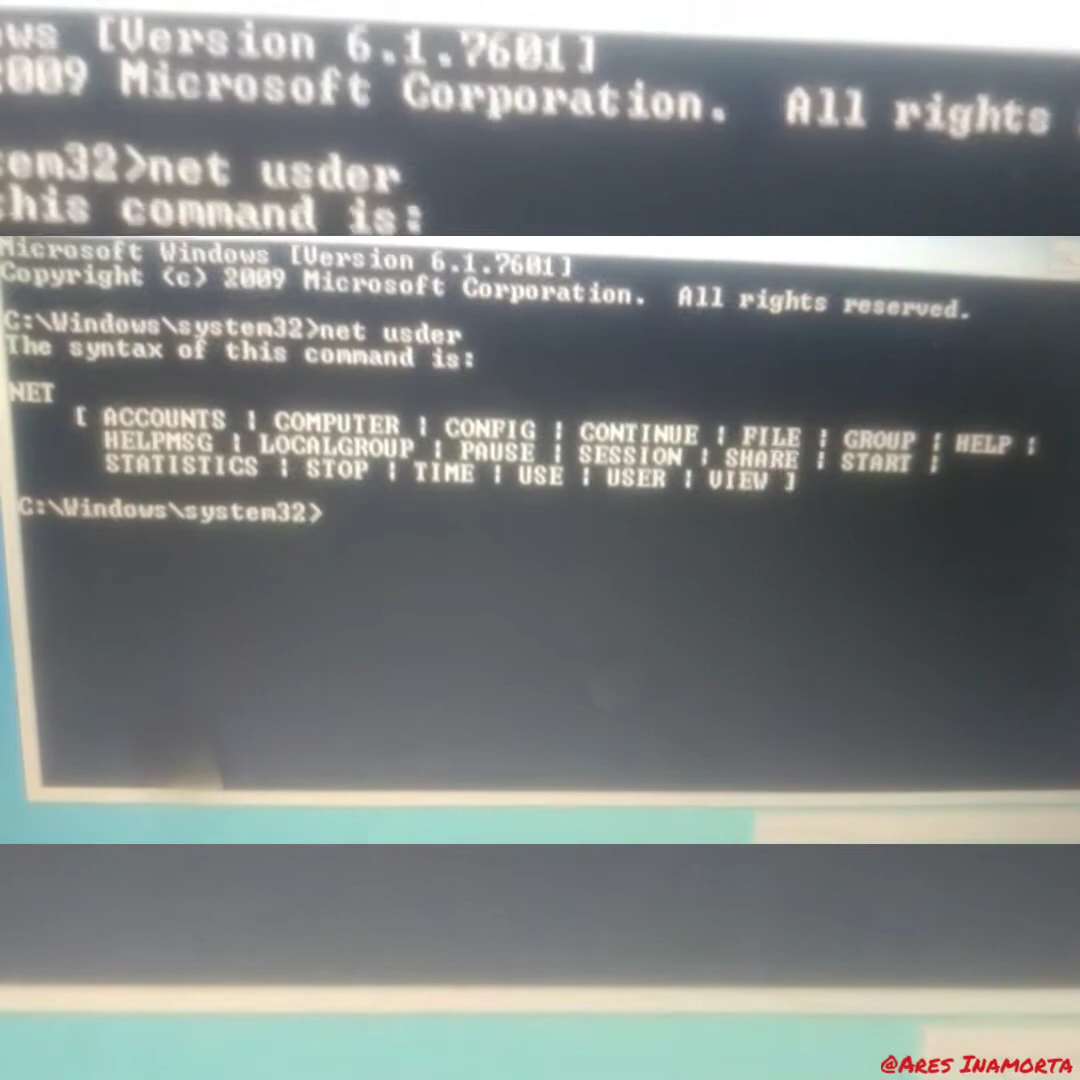 ws [Version 6.1.7601]
2009 Microsoft Corporation. All rights
em32>net usder
this command is:
Microsoft Windows [Version 6.1.7601]
Copyright (c) 2009 Microsoft Corporation. All rights reserved.
C:\Windows\system32>net usder
The syntax of this command is:
NET
[ ACCOUNTS | COMPUTER | CONFIG | CONTINUE | FILE | GROUP | HELP |
HELPMSG | LOCALGROUP | PAUSE | SESSION | SHARE | START |
STATISTICS | STOP | TIME | USE | USER | VIEW ]
C:\Windows\system32>
@Ares Inamorta